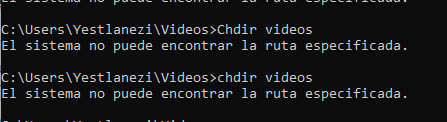 C:\Users\Yestlanezi\Videos>Chdir videos
El sistema no puede encontrar la ruta especificada.
C:\Users\Yestlanezi\Videos>chdir videos
El sistema no puede encontrar la ruta especificada.